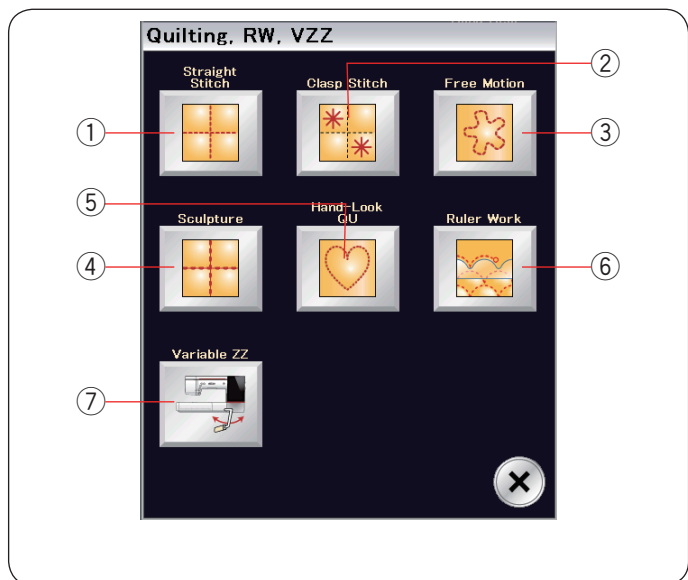 Quilting, RW, VZZ
Straight
Stitch
Clasp Stitch
Free Motion
①
②
③
Sculpture
Hand-Look
QU
Ruler Work
④
⑤
⑥
Variable ZZ
⑦